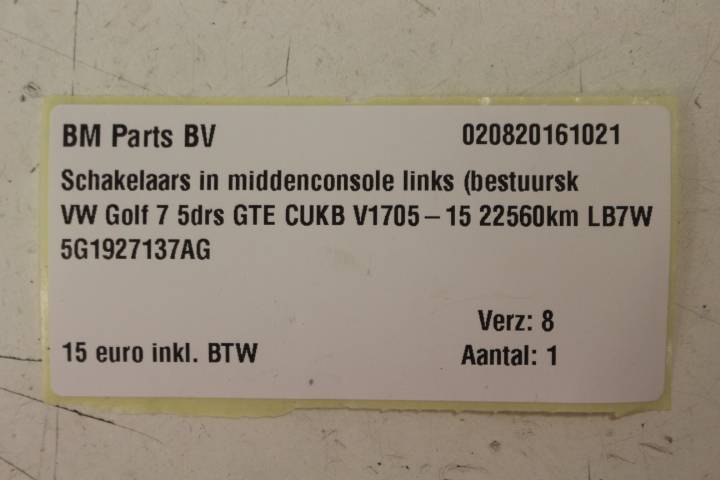 BM Parts BV 020820161021
Schakelaars in middenconsole links (bestuursk
VW Golf 7 5drs GTE CUKB V1705 – 15 22560km LB7W
5G1927137AG
Verz: 8
15 euro inkl. BTW Aantal: 1